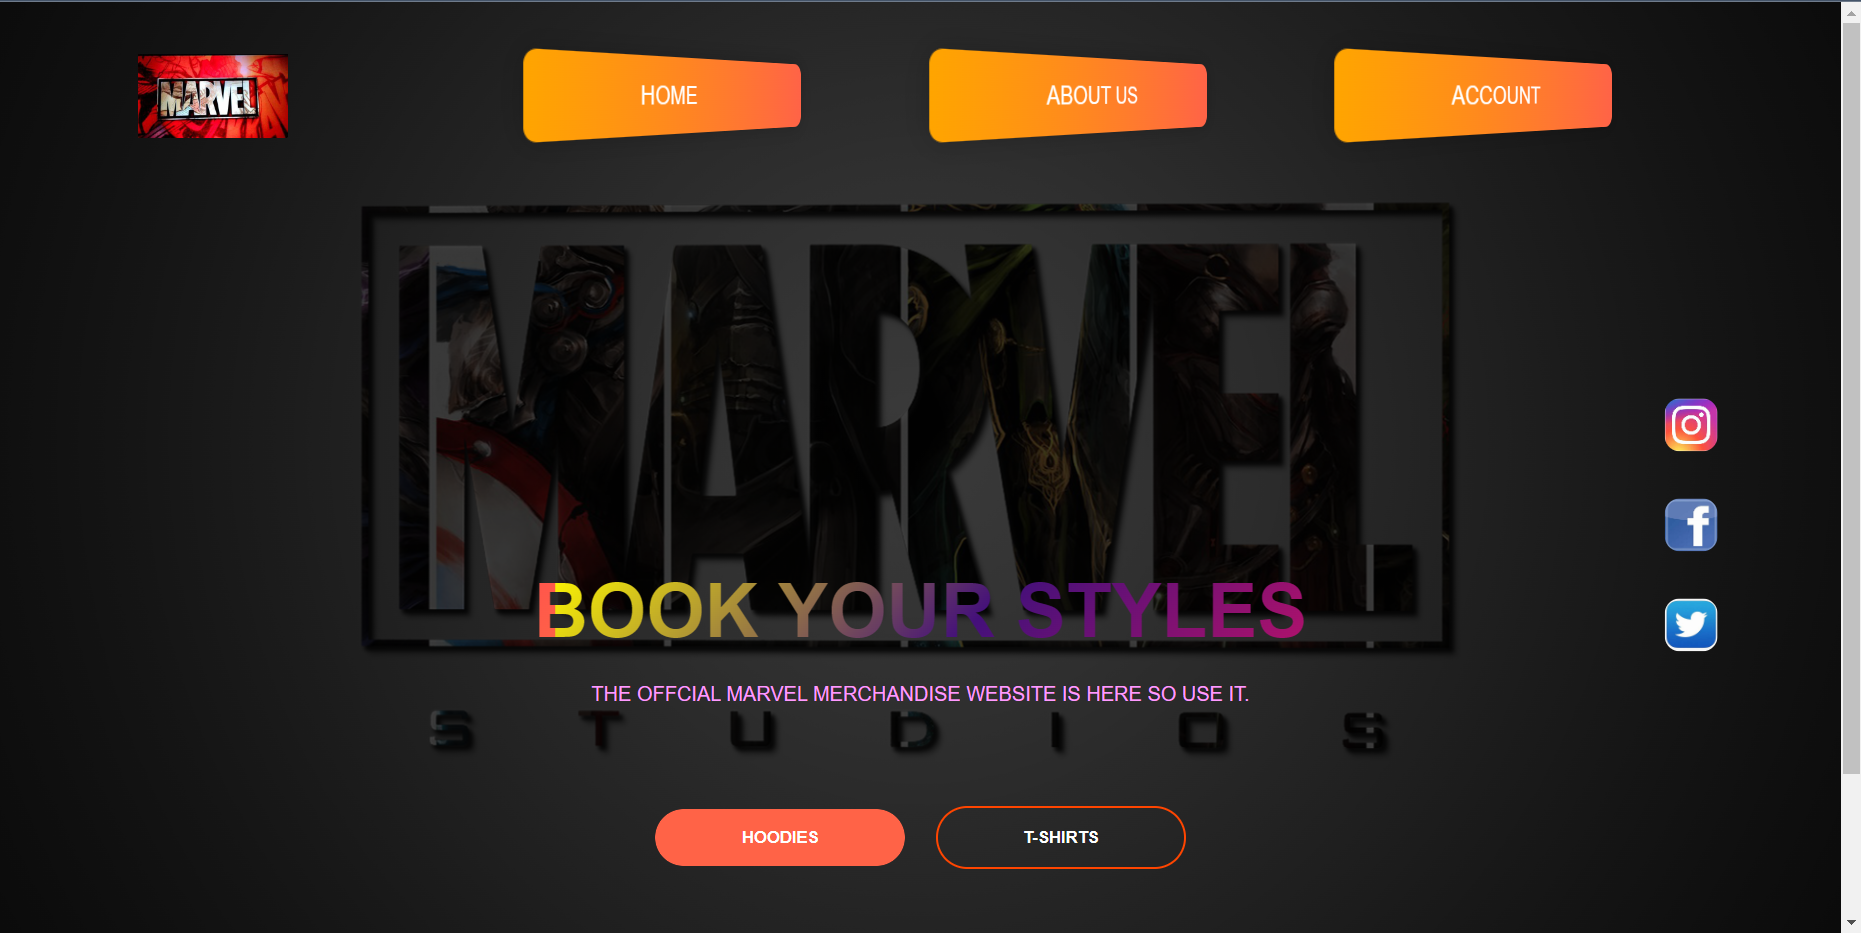 MARVEL
HOME
ABOUT US
ACCOUNT
MARVEL
BOOK YOUR STYLES
THE OFFCIAL MARVEL MERCHANDISE WEBSITE IS HERE SO USE IT.
STUDIOS
HOODIES
T-SHIRTS